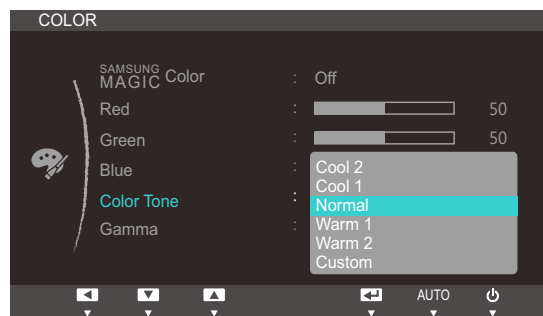 COLOR
SAMSUNG
MAGIC Color : Off
Red : 50
Green : 50
Blue :
Color Tone :
Gamma :
Cool 2
Cool 1
Normal
Warm 1
Warm 2
Custom
AUTO